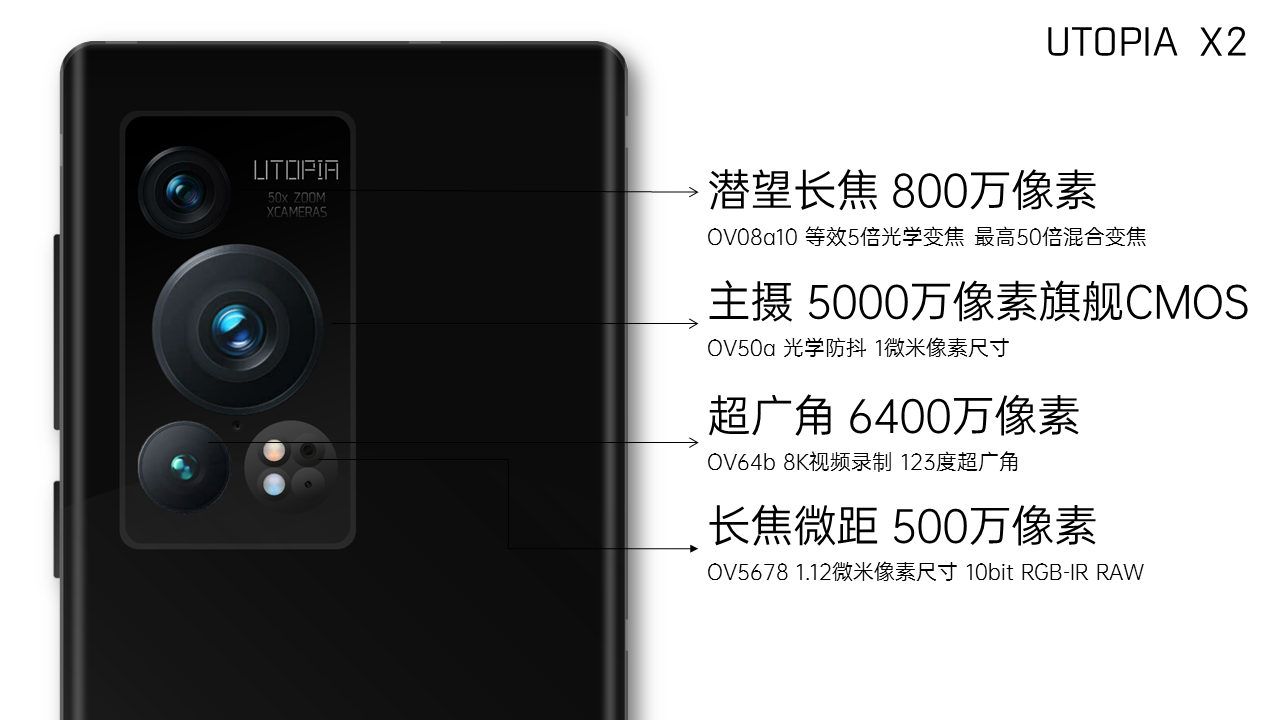 UTOPIA X2
UTOPIA
50x ZOOM
XCAMERAS
潜望长焦 800万像素
OV08a10 等效5倍光学变焦 最高50倍混合变焦
主摄 5000万像素旗舰CMOS
OV50a 光学防抖 1微米像素尺寸
超广角 6400万像素
OV64b 8K视频录制 123度超广角
长焦微距 500万像素
OV5678 1.12微米像素尺寸 10bit RGB-IR RAW